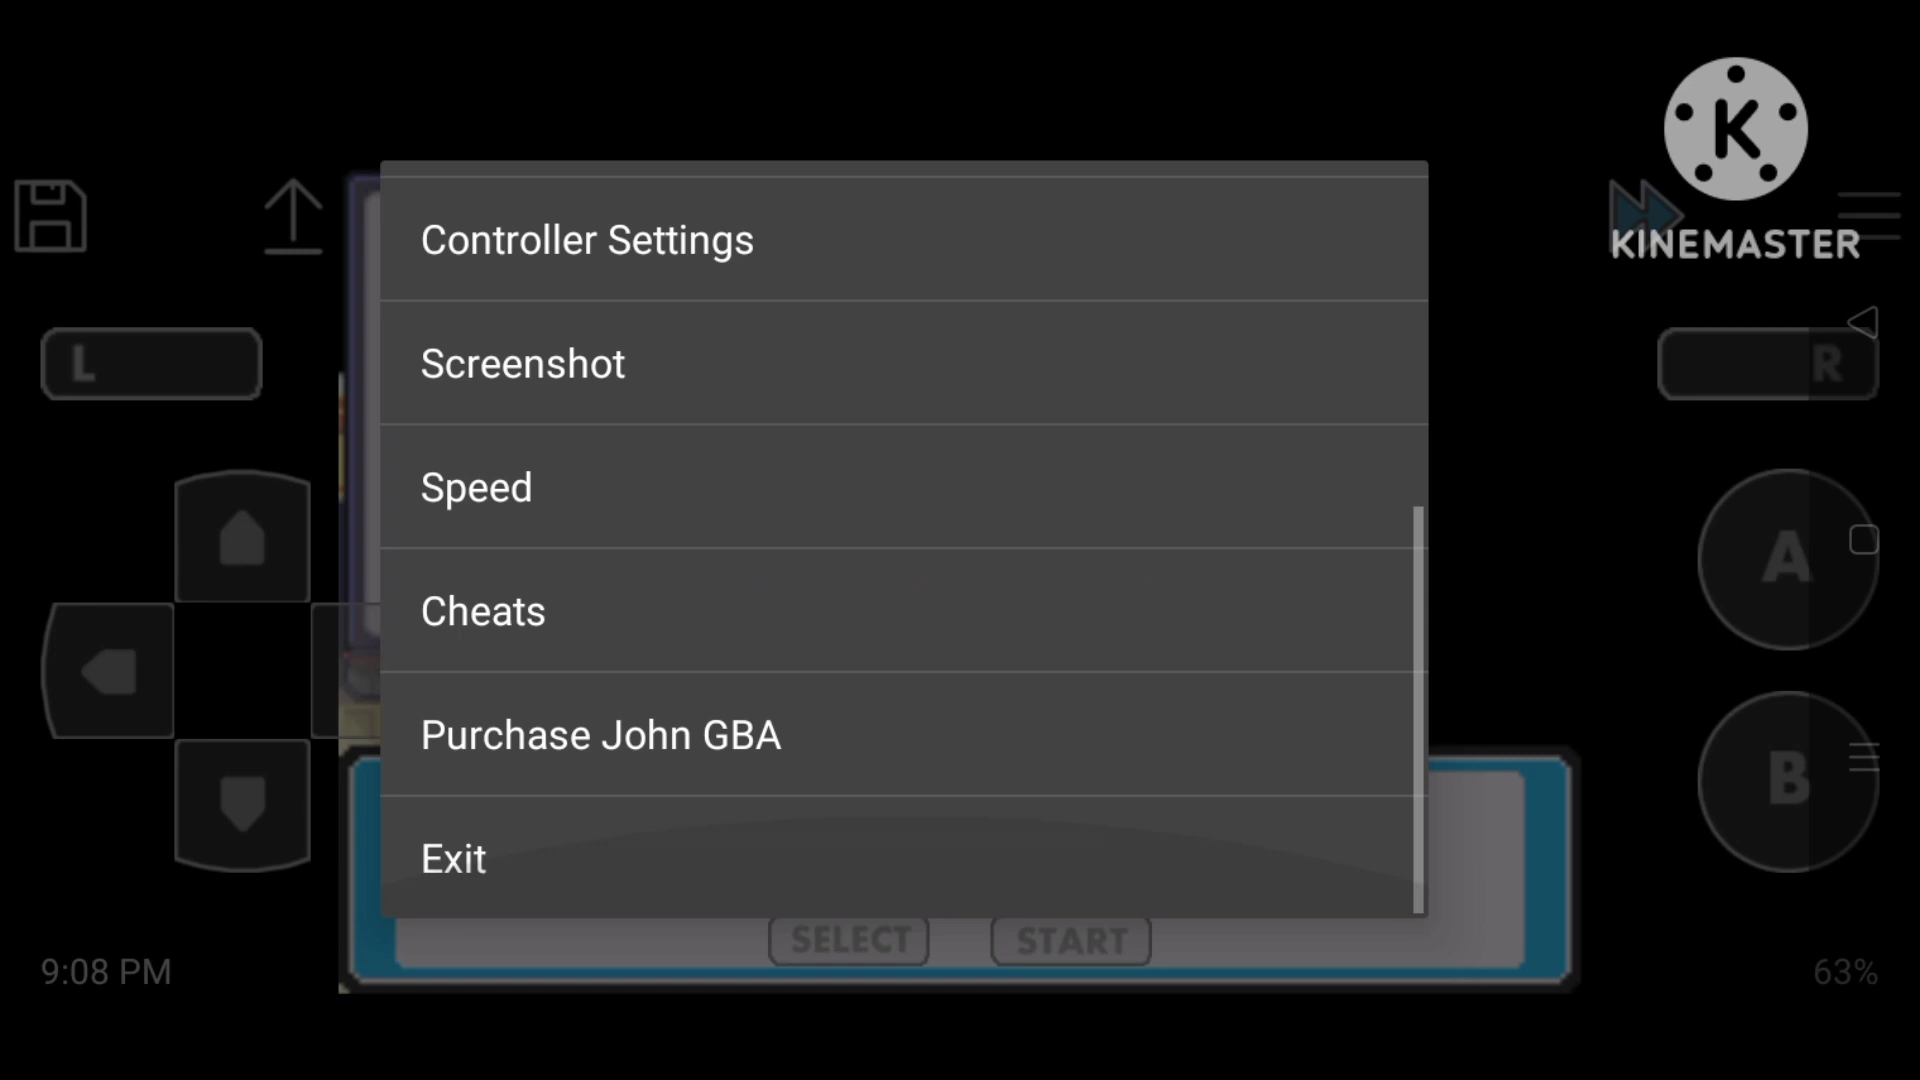 K
KINEMASTER
Controller Settings
L
Screenshot
R
Speed
A
Cheats
Purchase John GBA
B
Exit
SELECT
START
9:08 PM
63%